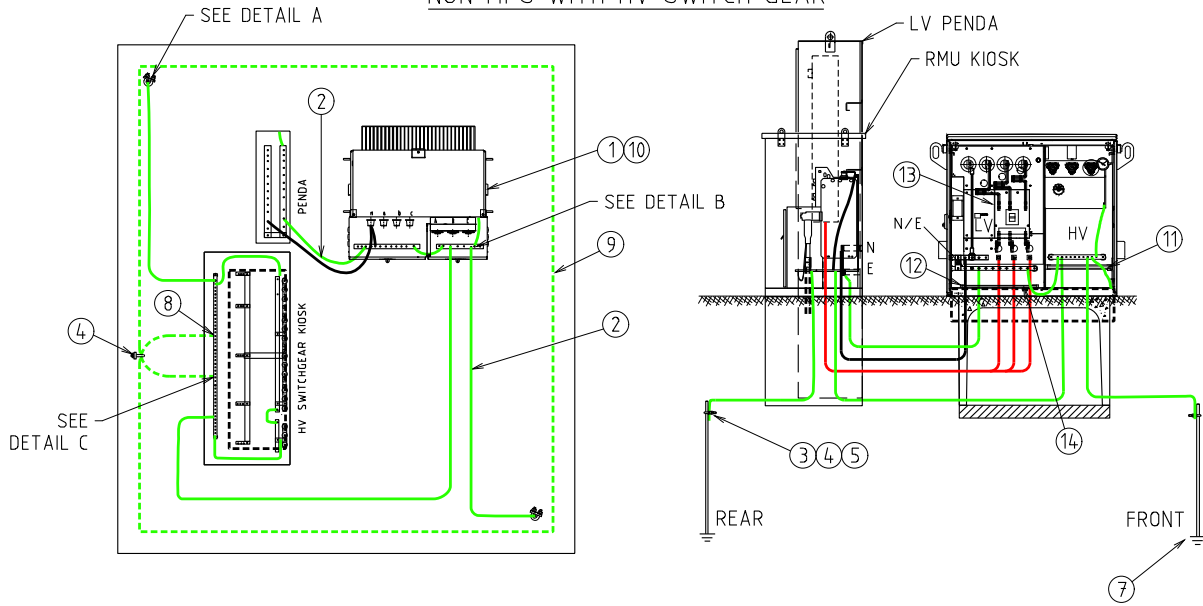 NON MPS WITH HV SWITCH GEAR
SEE DETAIL A
LV PENDA
RMU KIOSK
2
1 10
PENDA
N A B C
SEE DETAIL B
9
8
4
HV SWITCHGEAR KIOSK
2
SEE
DETAIL C
13
N/E
LV
HV
N
E
11
12
3 4 5
14
REAR
FRONT
7